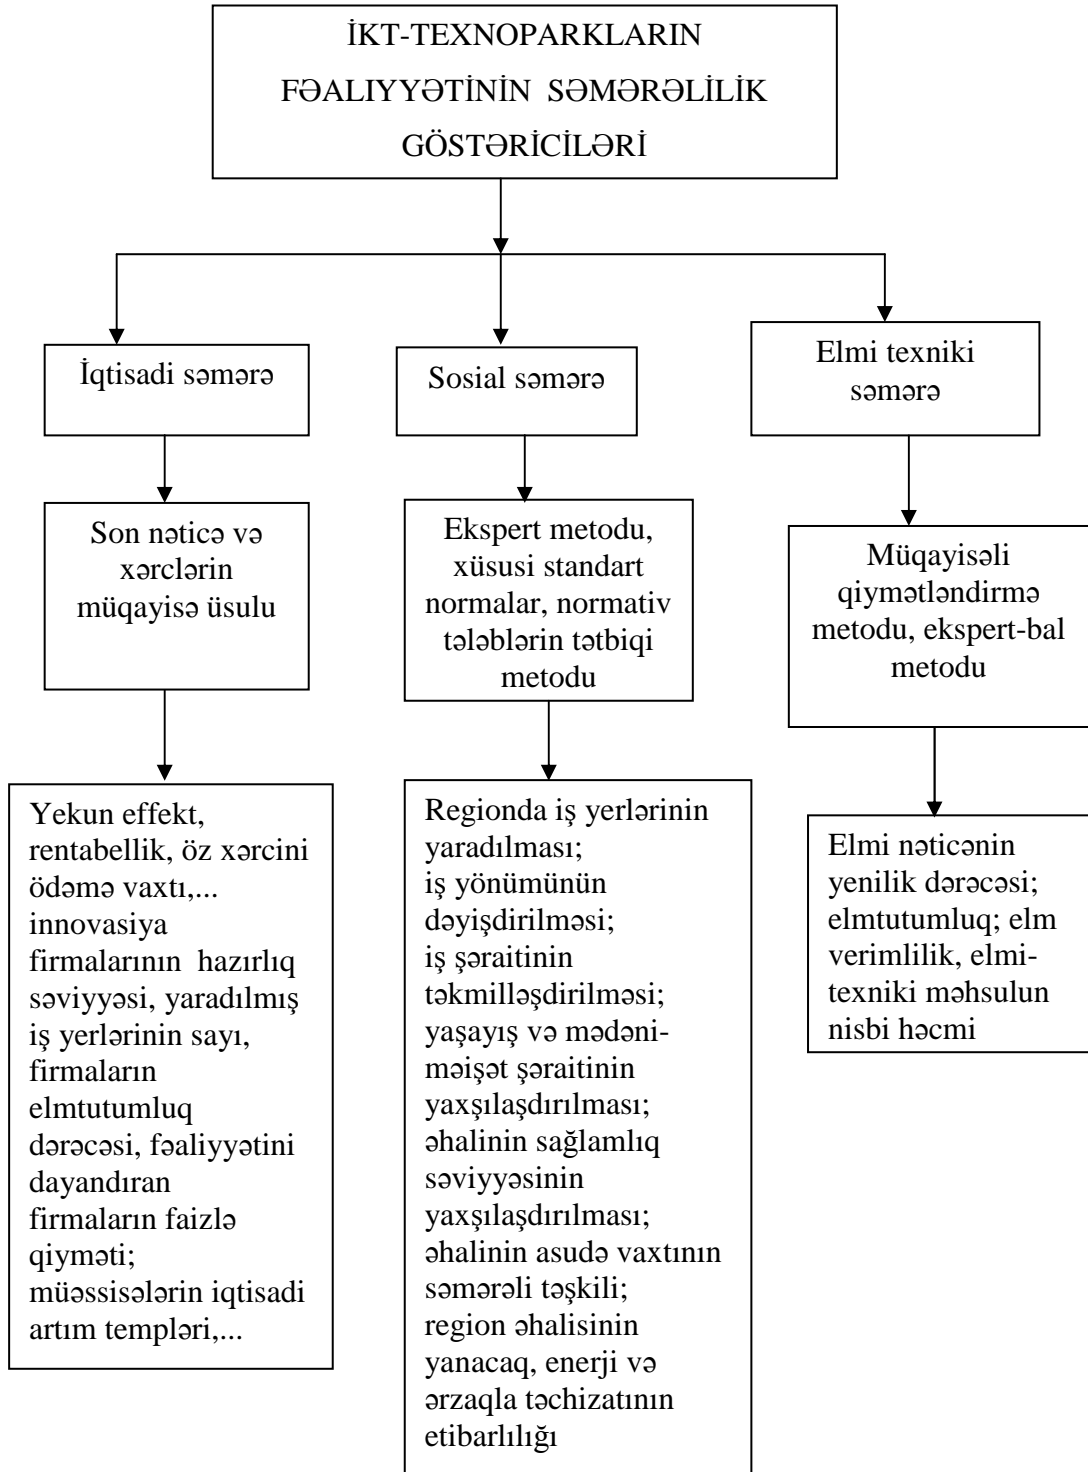 İKT-TEXNOPARKLARIN
FƏALIYYƏTİNİN SƏMƏRƏLİLİK
GÖSTƏRİCİLƏRİ
İqtisadi səmərə
Sosial səmərə
Elmi texniki
səmərə
Son nəticə və
xərclərin
müqayisə üsulu
Ekspert metodu,
xüsusi standart
normalar, normativ
tələblərin tətbiqi
metodu
Müqayisəli
qiymətləndirmə
metodu, ekspert-bal
metodu
Yekun effekt,
rentabellik, öz xərcini
ödəmə vaxtı,...
innovasiya
firmalarının hazırlıq
səviyyəsi, yaradılmış
iş yerlərinin sayı,
firmaların
elmtutumluq
dərəcəsi, fəaliyyətini
dayandıran
firmaların faizlə
qiyməti;
müəssisələrin iqtisadi
artım templəri,...
Regionda iş yerlərinin
yaradılması;
iş yönümünün
dəyişdirilməsi;
iş şəraitinin
təkmilləşdirilməsi;
yaşayış və mədəni-
məişət şəraitinin
yaxşılaşdırılması;
əhalinin sağlamlıq
səviyyəsinin
yaxşılaşdırılması;
əhalinin asudə vaxtının
səmərəli təşkili;
region əhalisinin
yanacaq, enerji və
ərzaqla təchizatının
etibarlılığı
Elmi nəticənin
yenilik dərəcəsi;
elmtutumluq; elm
verimlilik, elmi-
texniki məhsulun
nisbi həcmi